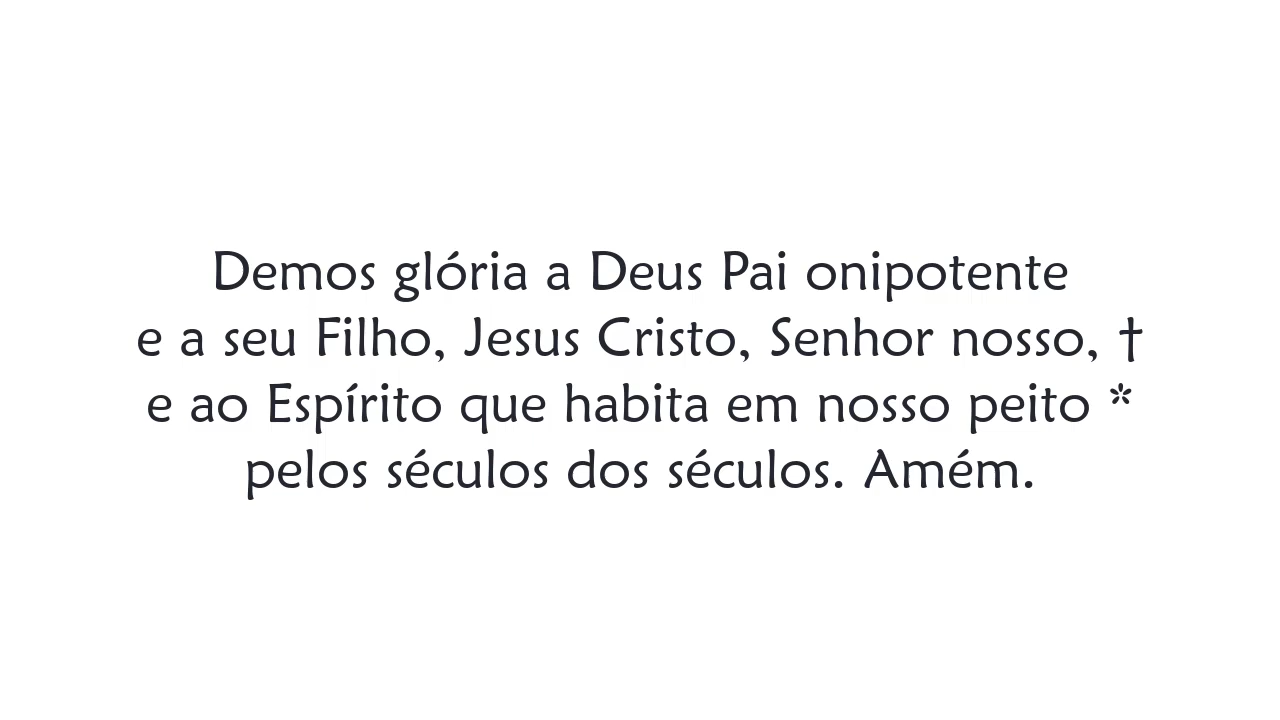 Demos glória a Deus Pai onipotente
e a seu Filho, Jesus Cristo, Senhor nosso, †
e ao Espírito que habita em nosso peito *
pelos séculos dos séculos. Amém.